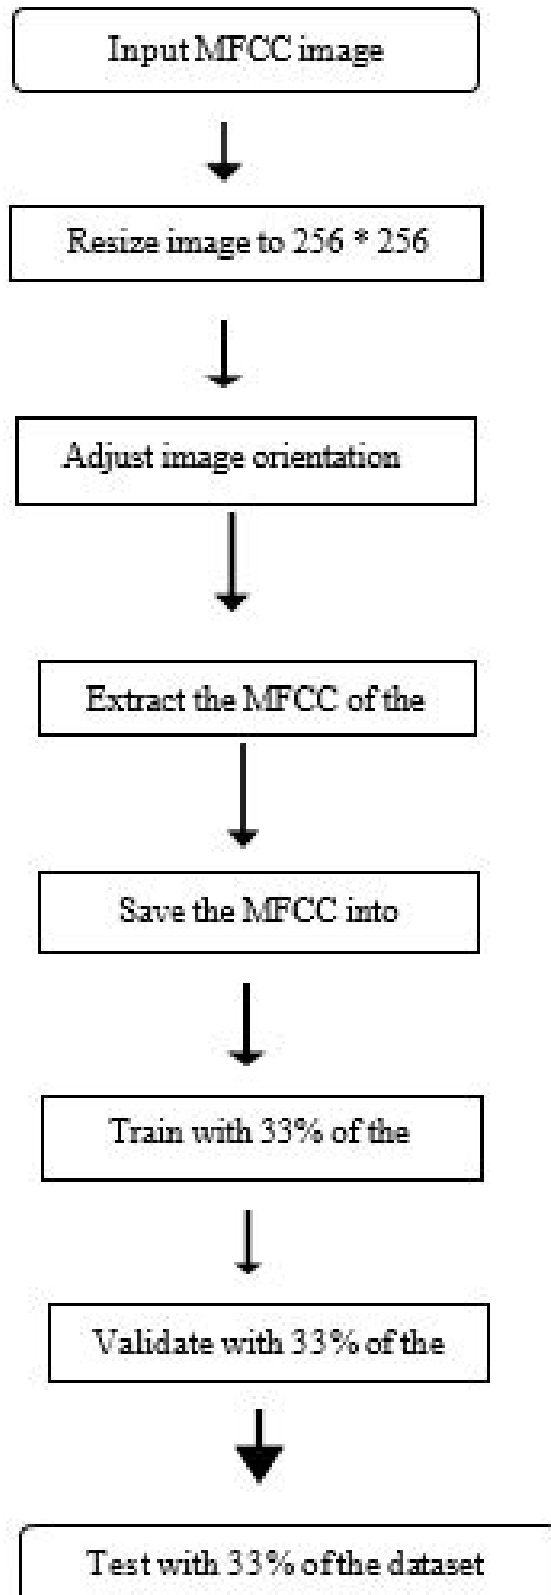 Input MFCC image
Resize image to 256 * 256
Adjust image orientation
Extract the MFCC of the
Save the MFCC into
Train with 33% of the
Validate with 33% of the
Test with 33% of the dataset